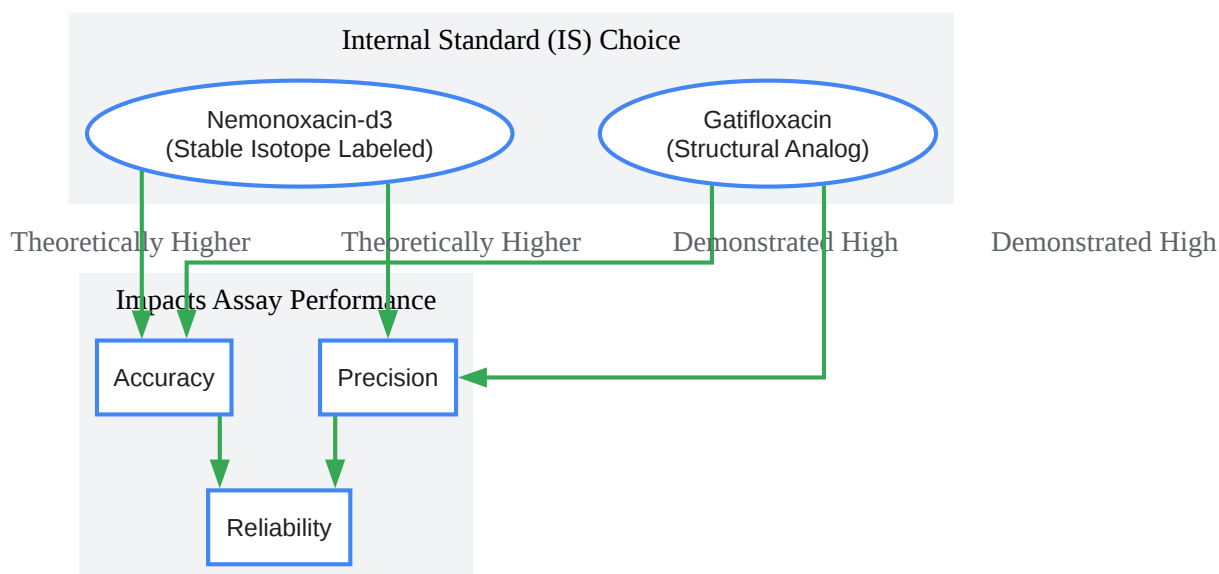 Internal Standard (IS) Choice
Nemonoxacin-d3
(Stable Isotope Labeled)
Gatifloxacin
(Structural Analog)
Theoretically Higher
Theoretically Higher
Demonstrated High
Demonstrated High
Impacts Assay Performance
Accuracy
Precision
Reliability